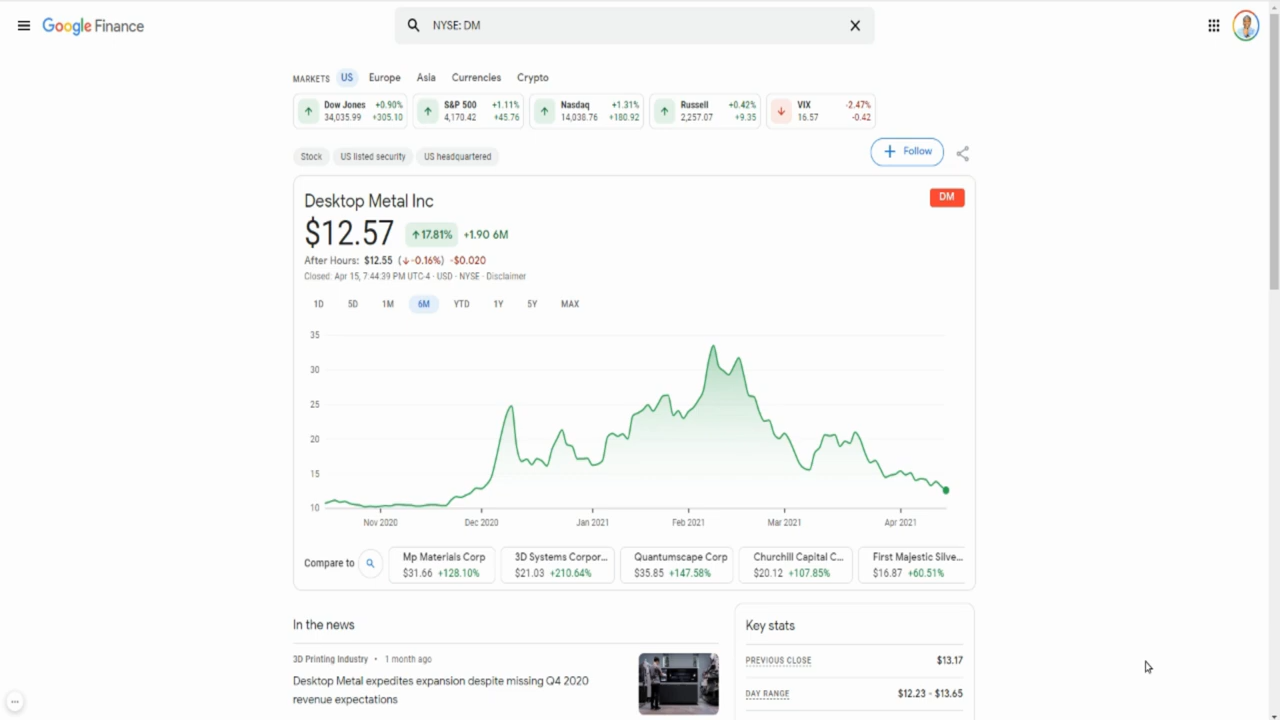 Google Finance
NYSE: DM
MARKETS US Europe Asia Currencies Crypto
Dow Jones +0.90%
34,035.99 +305.10
S&P 500 +1.11%
4,170.42 +45.76
Nasdaq +1.31%
14,038.76 +180.92
Russell +0.42%
2,257.07 +9.35
VIX -2.47%
16.57 -0.42
Stock US listed security US headquartered
+ Follow
Desktop Metal Inc
DM
$12.57 ↑17.81% +1.90 6M
After Hours: $12.55 (↓-0.16%) -$0.020
Closed: Apr 15, 7:44:39 PM UTC-4 · USD · NYSE · Disclaimer
1D 5D 1M 6M YTD 1Y 5Y MAX
35
30
25
20
15
10
Nov 2020 Dec 2020 Jan 2021 Feb 2021 Mar 2021 Apr 2021
Compare to
Mp Materials Corp
$31.66 +128.10%
3D Systems Corpor...
$21.03 +210.64%
Quantumscape Corp
$35.85 +147.58%
Churchill Capital C...
$20.12 +107.85%
First Majestic Silve...
$16.87 +60.51%
In the news
3D Printing Industry • 1 month ago
Desktop Metal expedites expansion despite missing Q4 2020
revenue expectations
Key stats
PREVIOUS CLOSE $13.17
DAY RANGE $12.23 - $13.65